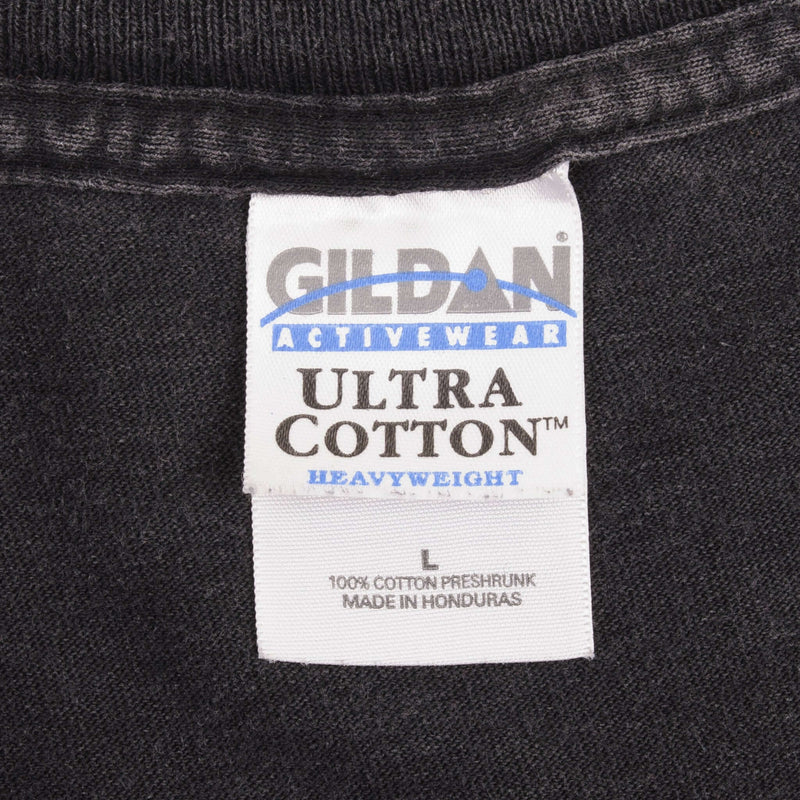 GILDAN®
ACTIVEWEAR
ULTRA
COTTON™
HEAVYWEIGHT
L
100% COTTON PRESHRUNK
MADE IN HONDURAS